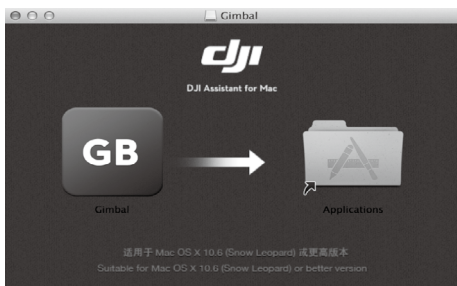 Gimbal
dji
DJI Assistant for Mac
GB
Gimbal
Applications
适用于 Mac OS X 10.6 (Snow Leopard) 或更高版本
Suitable for Mac OS X 10.6 (Snow Leopard) or better version